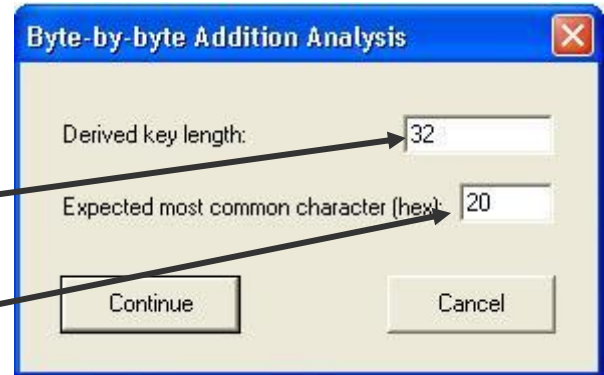 Byte-by-byte Addition Analysis
Derived key length: 32
Expected most common character (hex): 20
Continue Cancel